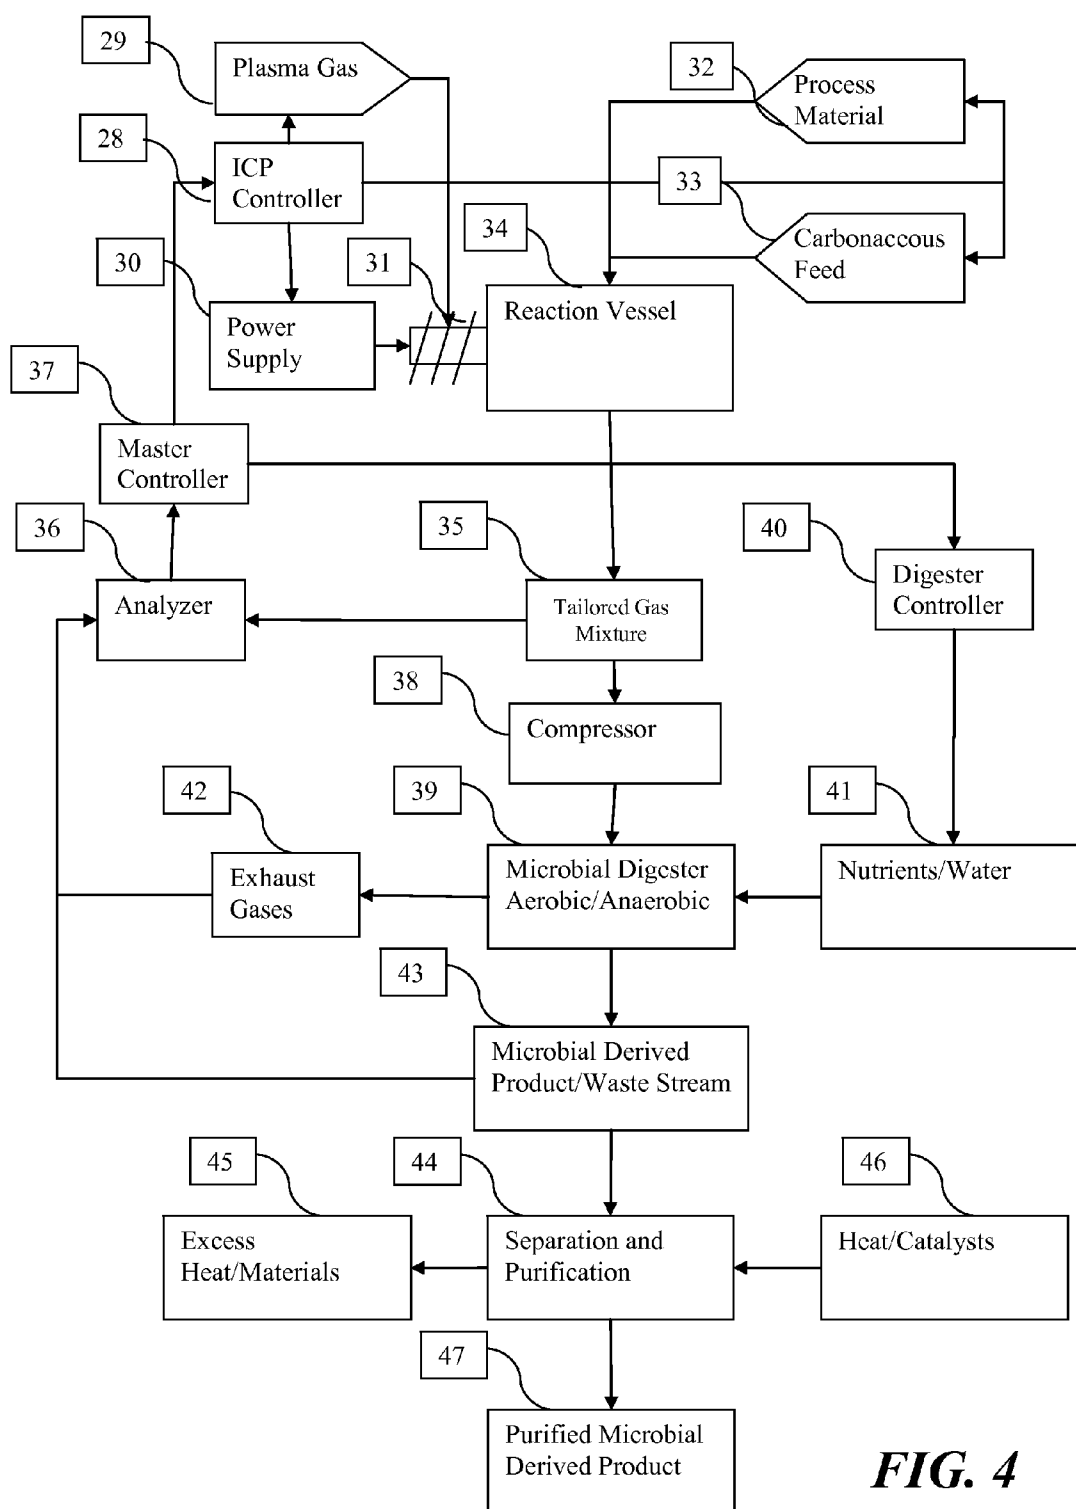 29
Plasma Gas
32
Process
Material
28
ICP
Controller
33
34
Carbonaceous
Feed
30
31
Reaction Vessel
Power
Supply
37
Master
Controller
36
35
40
Digester
Controller
Analyzer
Tailored Gas
Mixture
38
Compressor
42
39
41
Exhaust
Gases
Microbial Digester
Aerobic/Anaerobic
Nutrients/Water
43
Microbial Derived
Product/Waste Stream
45
44
46
Excess
Heat/Materials
Separation and
Purification
Heat/Catalysts
47
Purified Microbial
Derived Product
FIG. 4